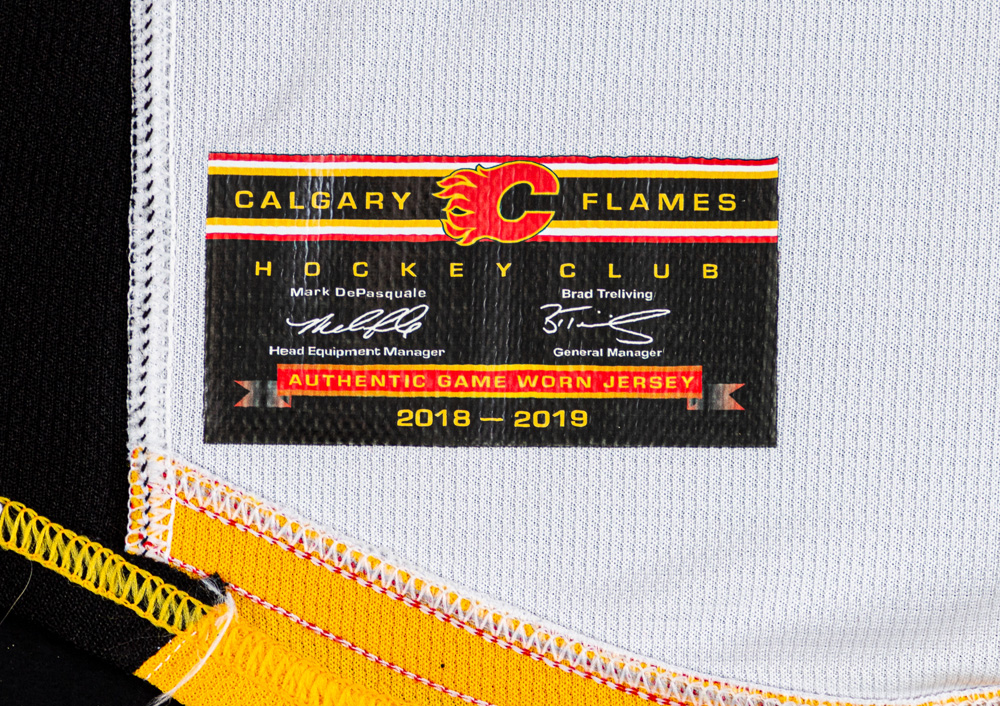 CALGARY C FLAMES
HOCKEY CLUB
Mark DePasquale Brad Treliving
Head Equipment Manager General Manager
AUTHENTIC GAME WORN JERSEY
2018 — 2019